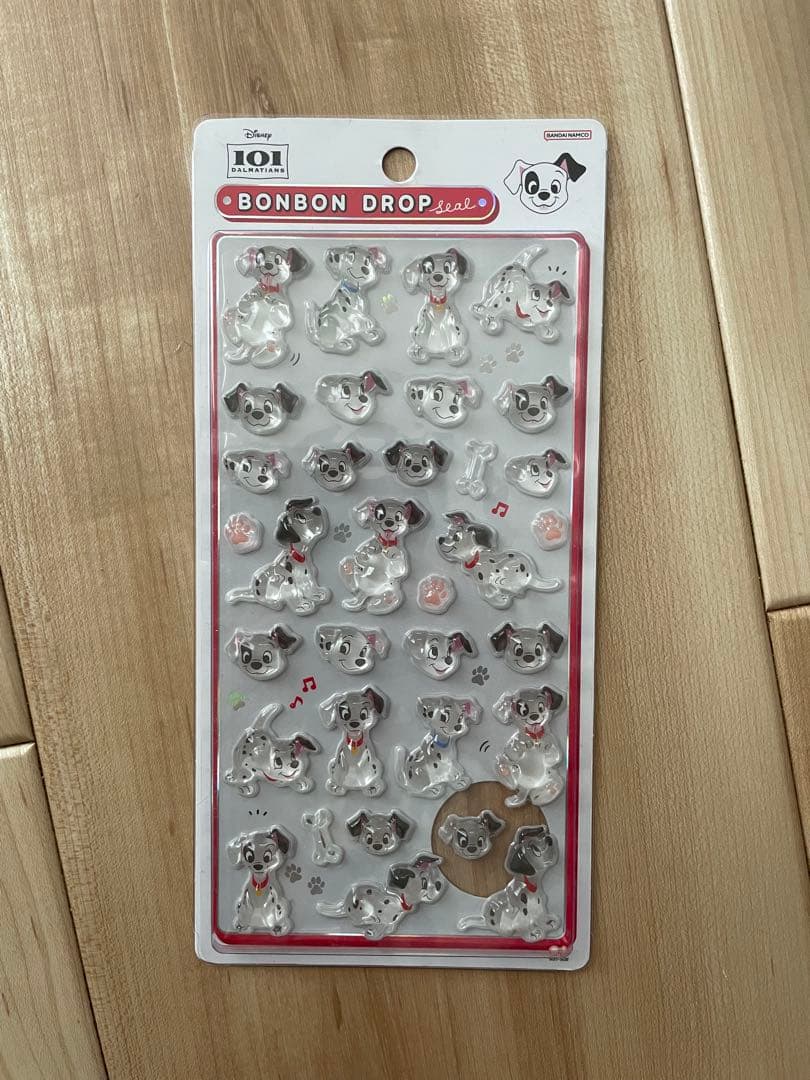 Disney
BANDAI NAMCO
101
DALMATIANS
BONBON DROP seal